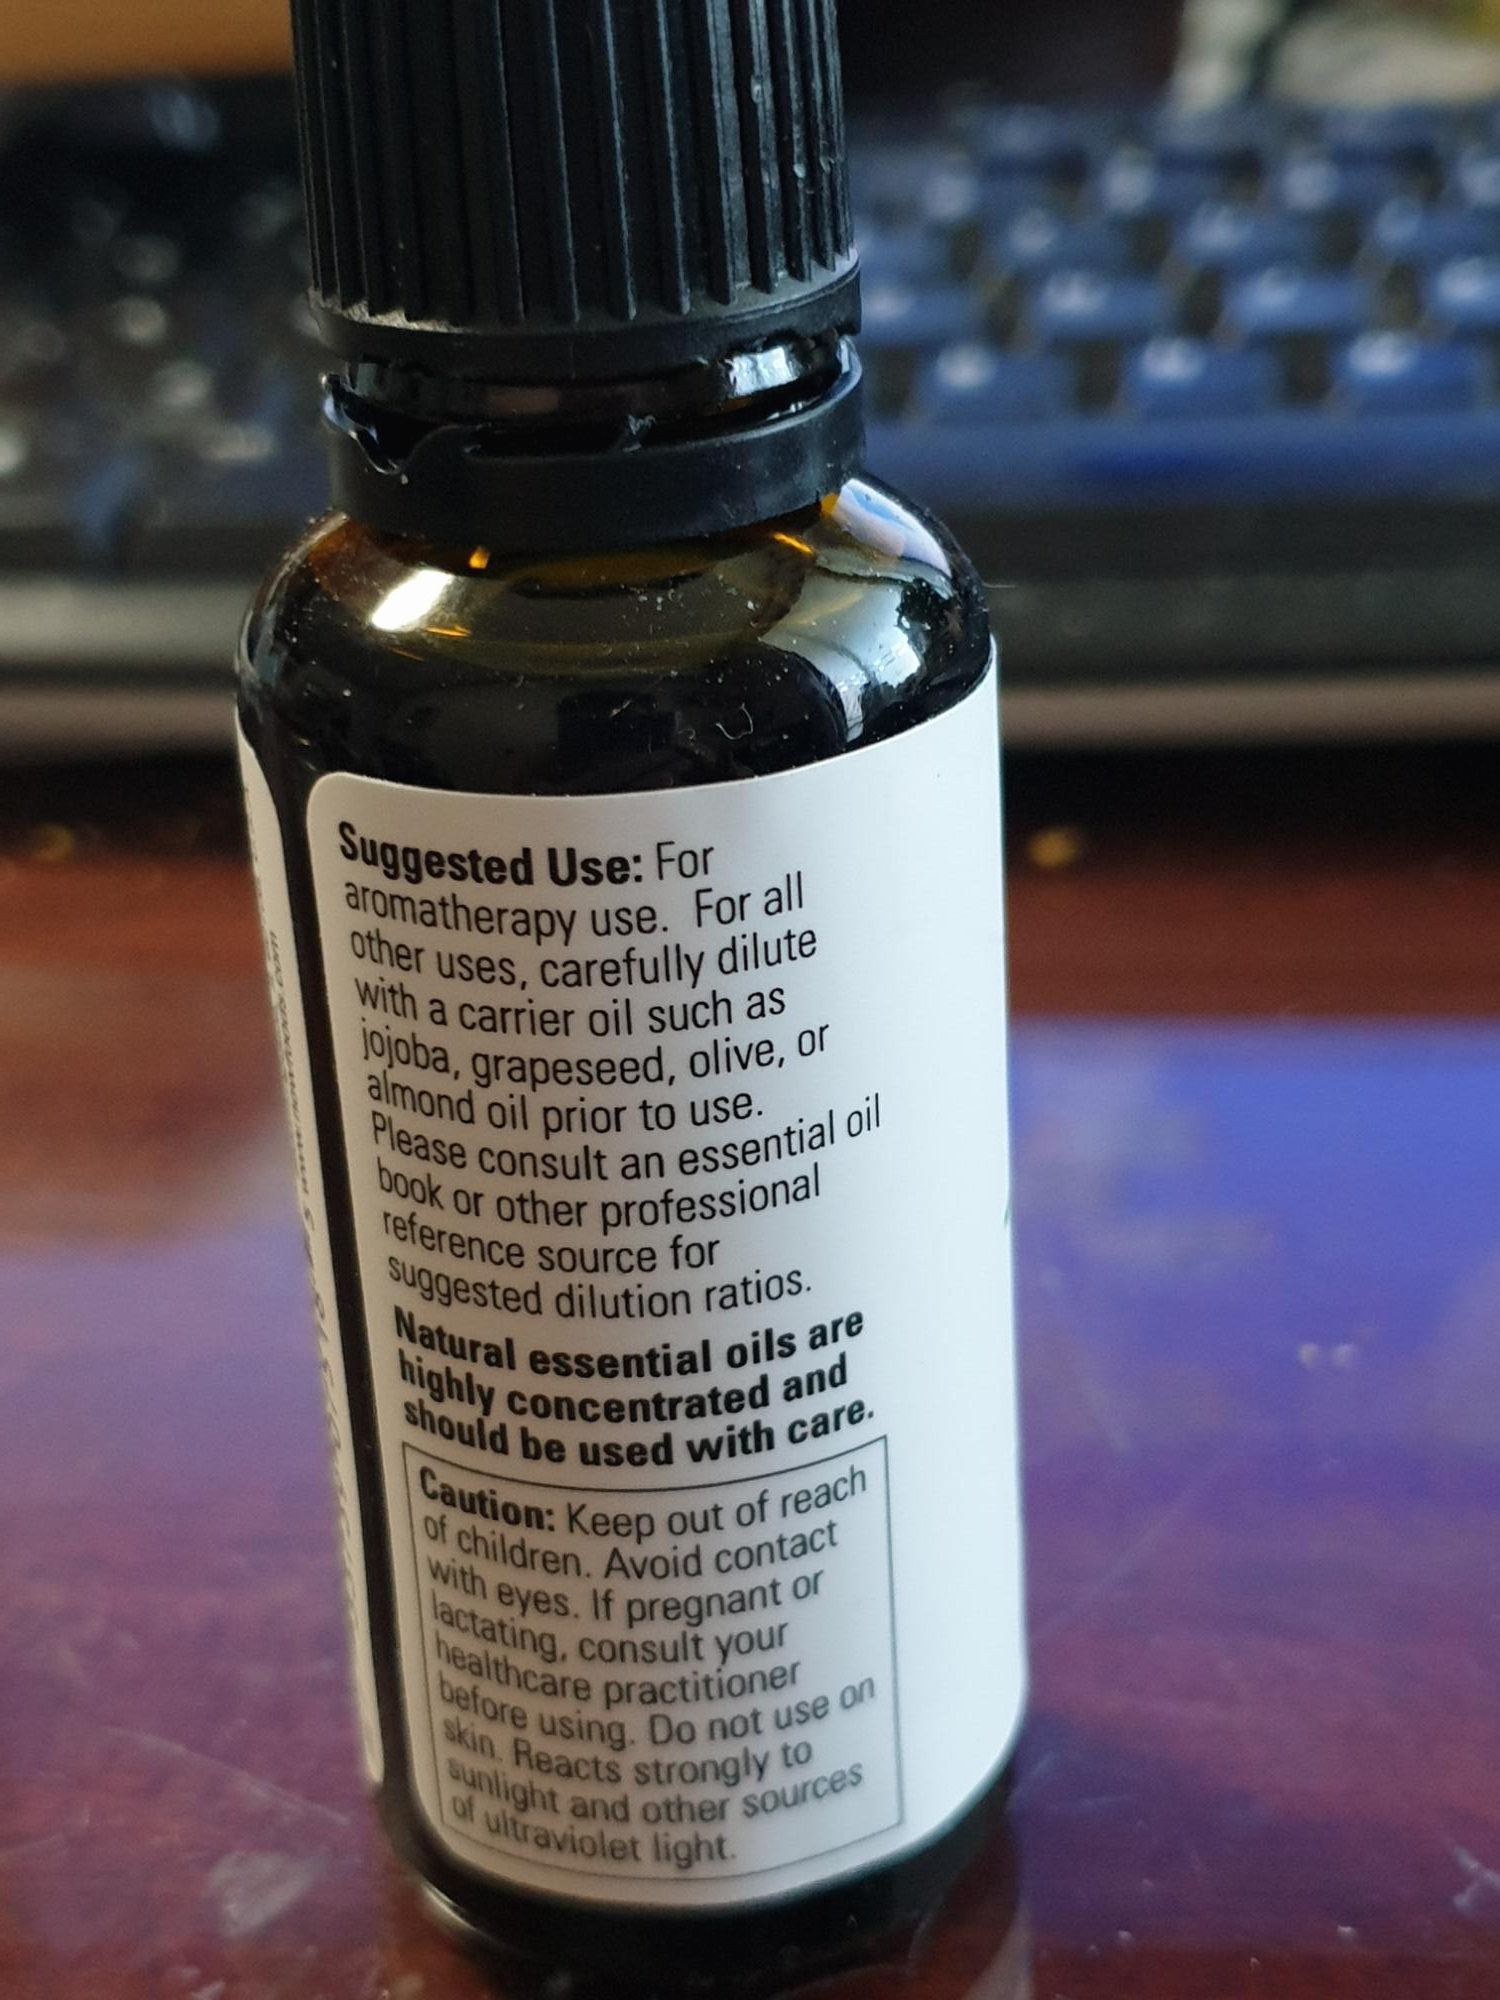 Suggested Use: For
aromatherapy use. For all
other uses, carefully dilute
with a carrier oil such as
jojoba, grapeseed, olive, or
almond oil prior to use.
Please consult an essential oil
book or other professional
reference source for
suggested dilution ratios.
Natural essential oils are
highly concentrated and
should be used with care.
Caution: Keep out of reach
of children. Avoid contact
with eyes. If pregnant or
lactating, consult your
healthcare practitioner
before using. Do not use on
skin. Reacts strongly to
sunlight and other sources
of ultraviolet light.